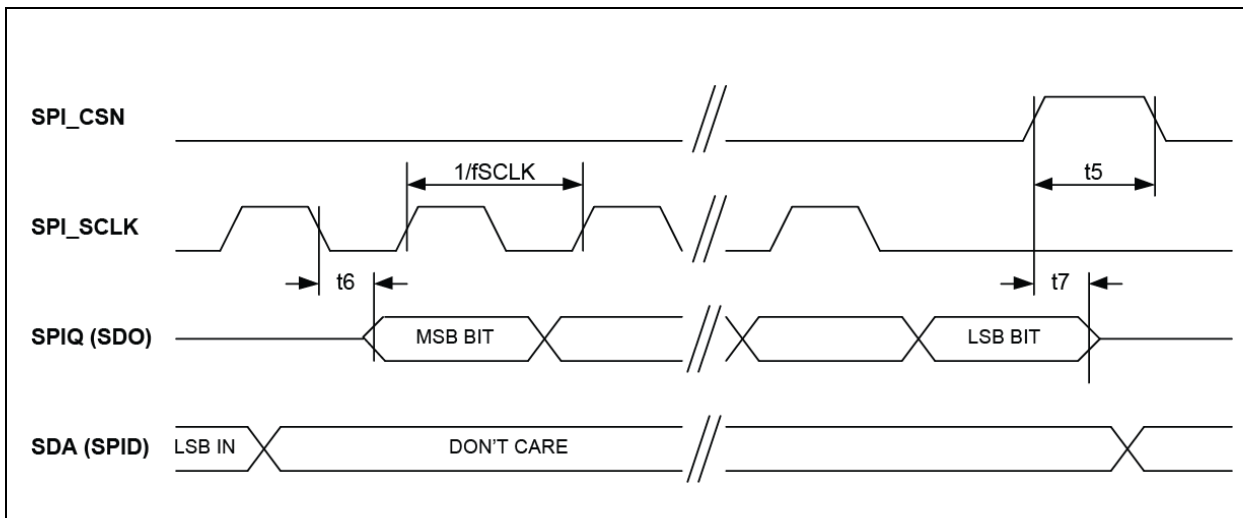 SPI_CSN
1/fSCLK
t5
SPI_SCLK
t6
t7
SPIQ (SDO)
MSB BIT
LSB BIT
SDA (SPID)
LSB IN
DON'T CARE